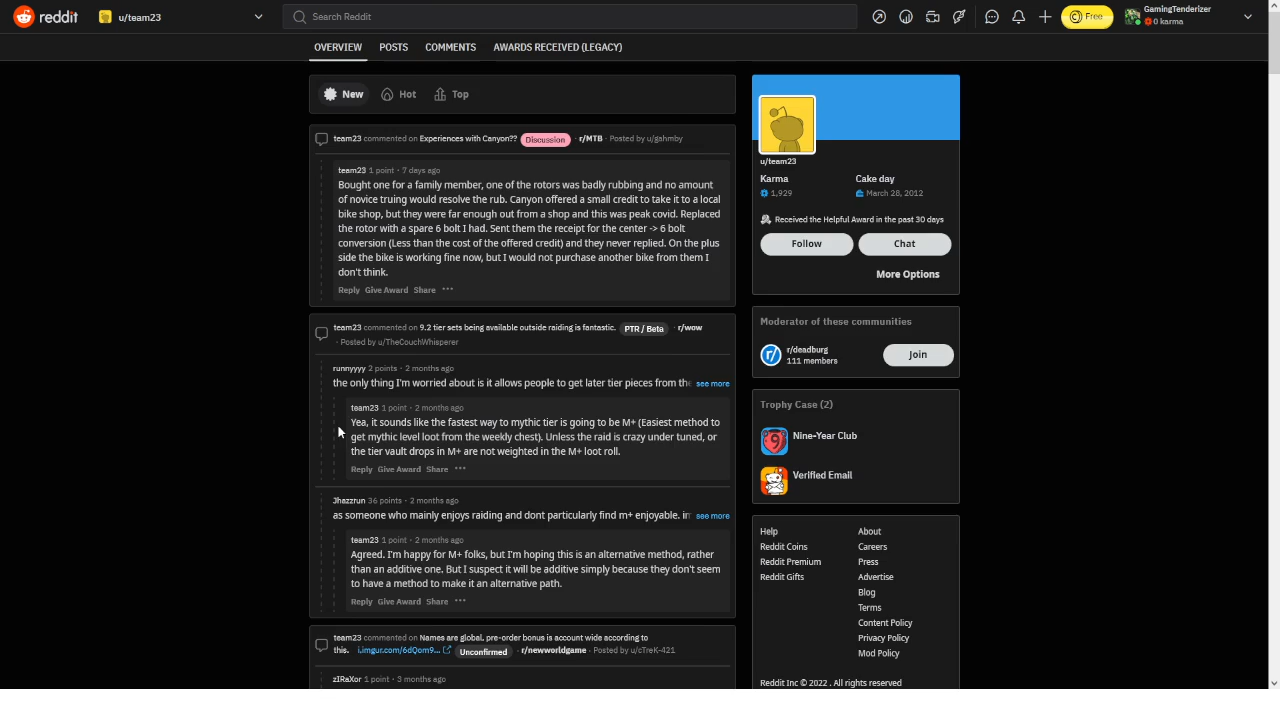 reddit
u/team23
Search Reddit
Free
GamingTenderizer
0 karma
OVERVIEW POSTS COMMENTS AWARDS RECEIVED (LEGACY)
New Hot Top
team23 commented on Experiences with Canyon?? Discussion · r/MTB · Posted by u/gahmby
team23 1 point · 7 days ago
Bought one for a family member, one of the rotors was badly rubbing and no amount
of novice truing would resolve the rub. Canyon offered a small credit to take it to a local
bike shop, but they were far enough out from a shop and this was peak covid. Replaced
the rotor with a spare 6 bolt I had. Sent them the receipt for the center -> 6 bolt
conversion (Less than the cost of the offered credit) and they never replied. On the plus
side the bike is working fine now, but I would not purchase another bike from them I
don't think.
Reply Give Award Share
team23 commented on 9.2 tier sets being available outside raiding is fantastic. PTR / Beta · r/wow
· Posted by u/TheCouchWhisperer
runnyyyy 2 points · 2 months ago
the only thing I'm worried about is it allows people to get later tier pieces from the see more
team23 1 point · 2 months ago
Yea, it sounds like the fastest way to mythic tier is going to be M+ (Easiest method to
get mythic level loot from the weekly chest). Unless the raid is crazy under tuned, or
the tier vault drops in M+ are not weighted in the M+ loot roll.
Reply Give Award Share
Jhazzrun 36 points · 2 months ago
as someone who mainly enjoys raiding and dont particularly find m+ enjoyable. see more
team23 1 point · 2 months ago
Agreed. I'm happy for M+ folks, but I'm hoping this is an alternative method, rather
than an additive one. But I suspect it will be additive simply because they don't seem
to have a method to make it an alternative path.
Reply Give Award Share
team23 commented on Names are global, pre-order bonus is account wide according to
this. i.imgur.com/6dQom9... Unconfirmed · r/newworldgame · Posted by u/cTreK-421
zIRaXor 1 point · 3 months ago
u/team23
Karma Cake day
1,929 March 28, 2012
Received the Helpful Award in the past 30 days
Follow Chat
More Options
Moderator of these communities
r/
r/deadburg
111 members
Join
Trophy Case (2)
9
Nine-Year Club
Verified Email
Help About
Reddit Coins Careers
Reddit Premium Press
Reddit Gifts Advertise
Blog
Terms
Content Policy
Privacy Policy
Mod Policy
Reddit Inc © 2022 . All rights reserved